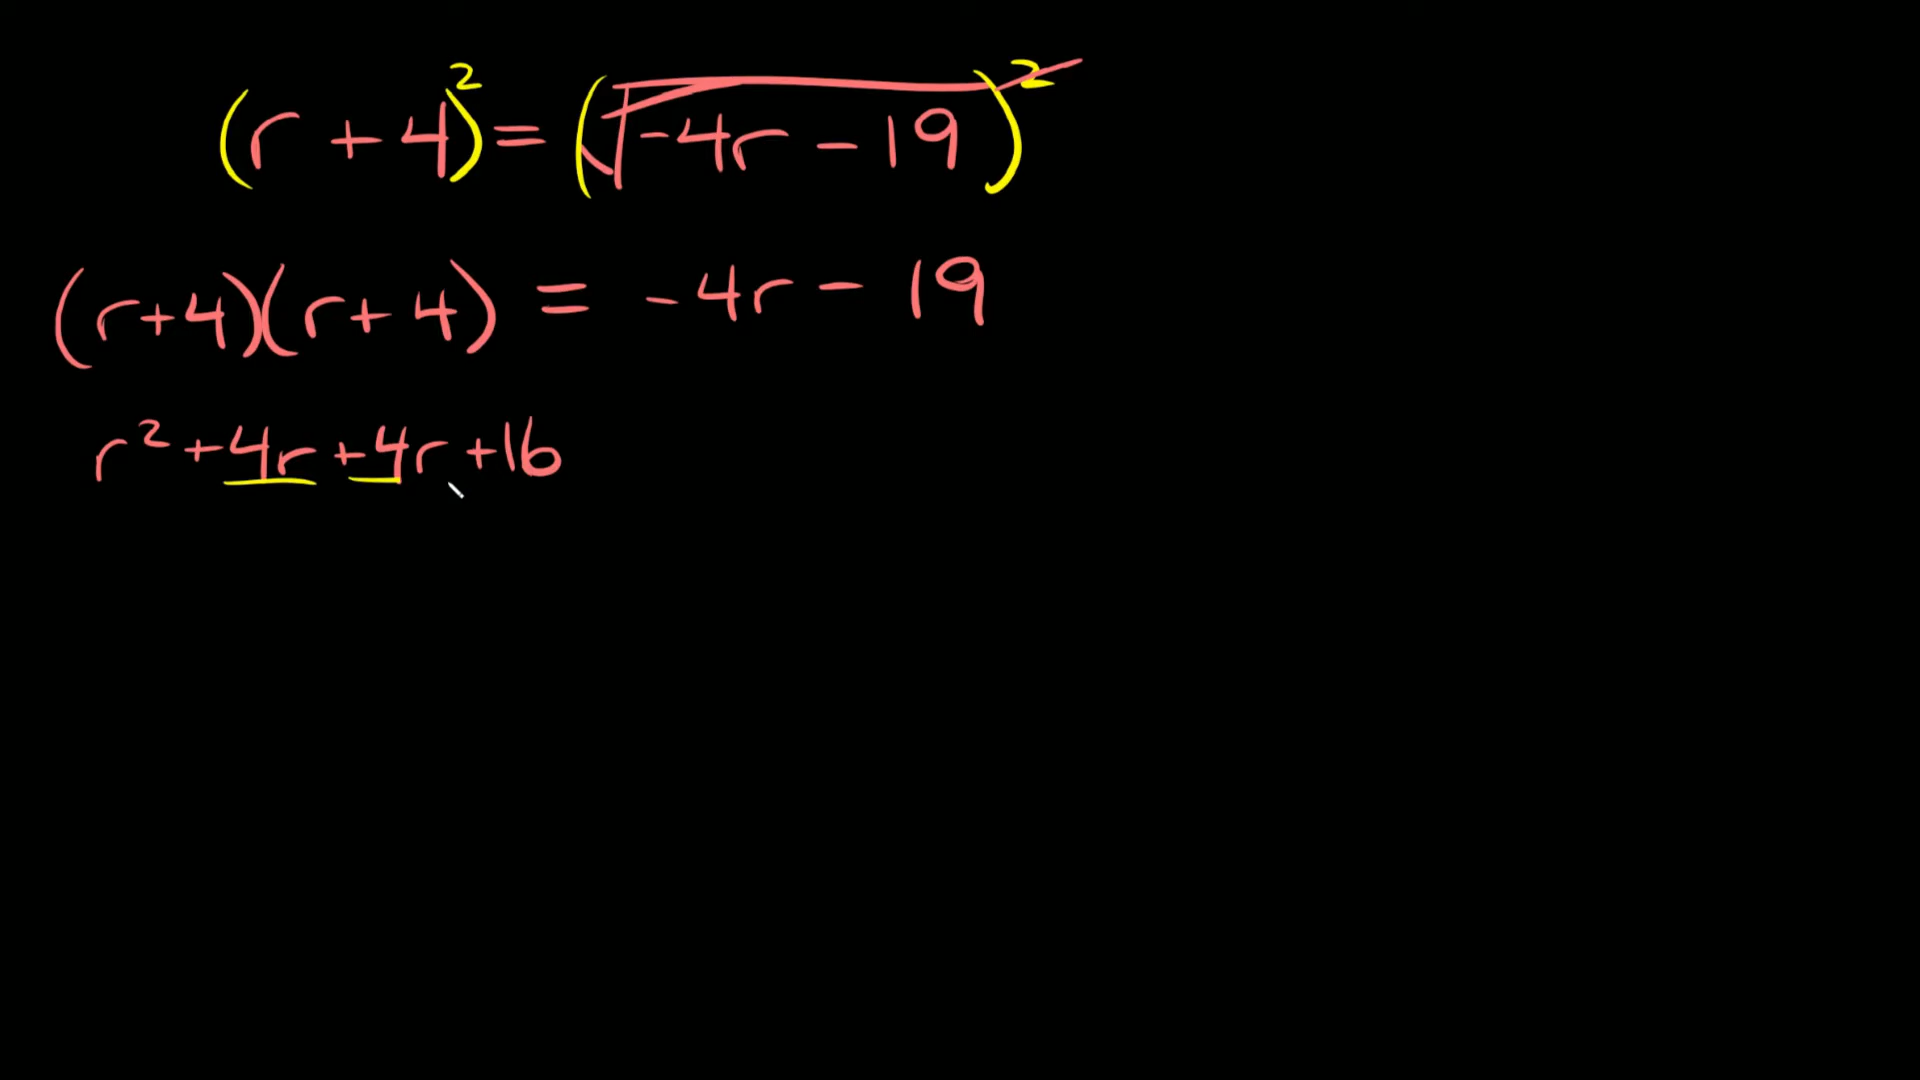 (r + 4)² = (√-4r - 19)²
(r+4)(r+4) = -4r - 19
r² + 4r + 4r + 16